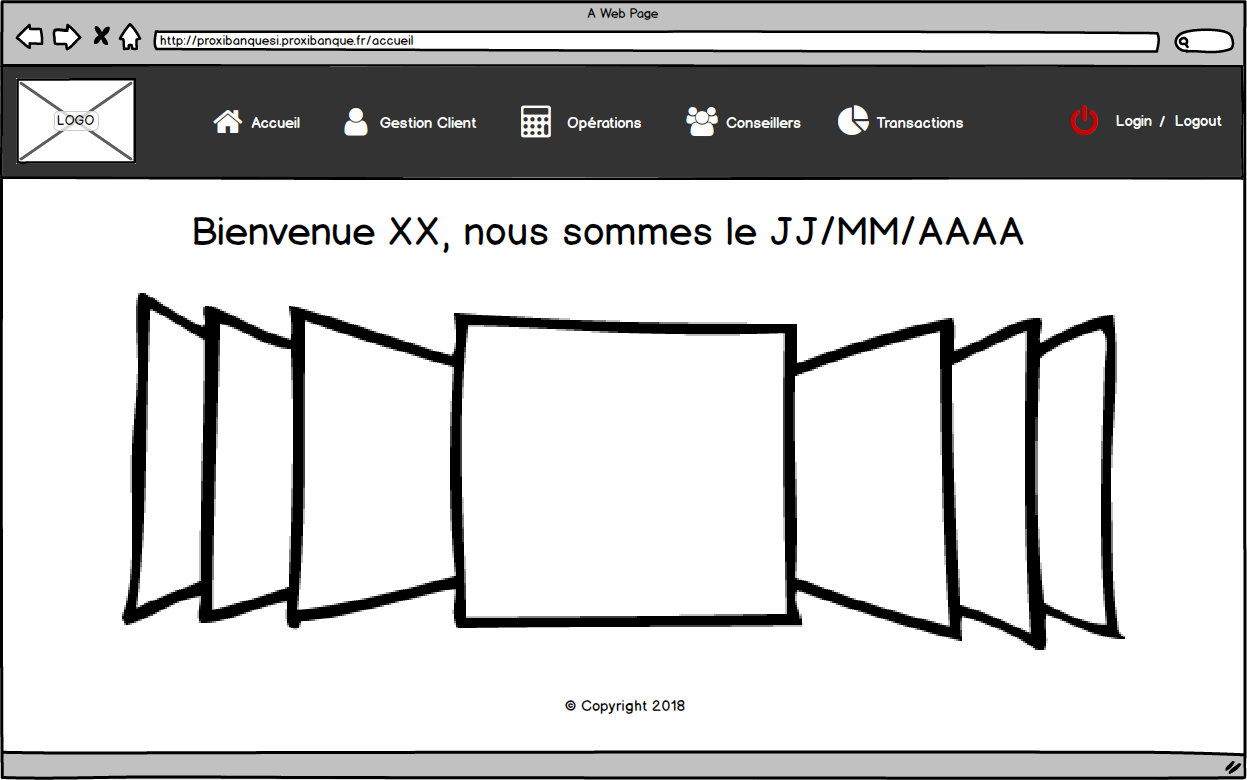 A Web Page
http://proxibanquesi.proxibanque.fr/accueil
LOGO
Accueil
Gestion Client
Opérations
Conseillers
Transactions
Login / Logout
Bienvenue XX, nous sommes le JJ/MM/AAAA
© Copyright 2018